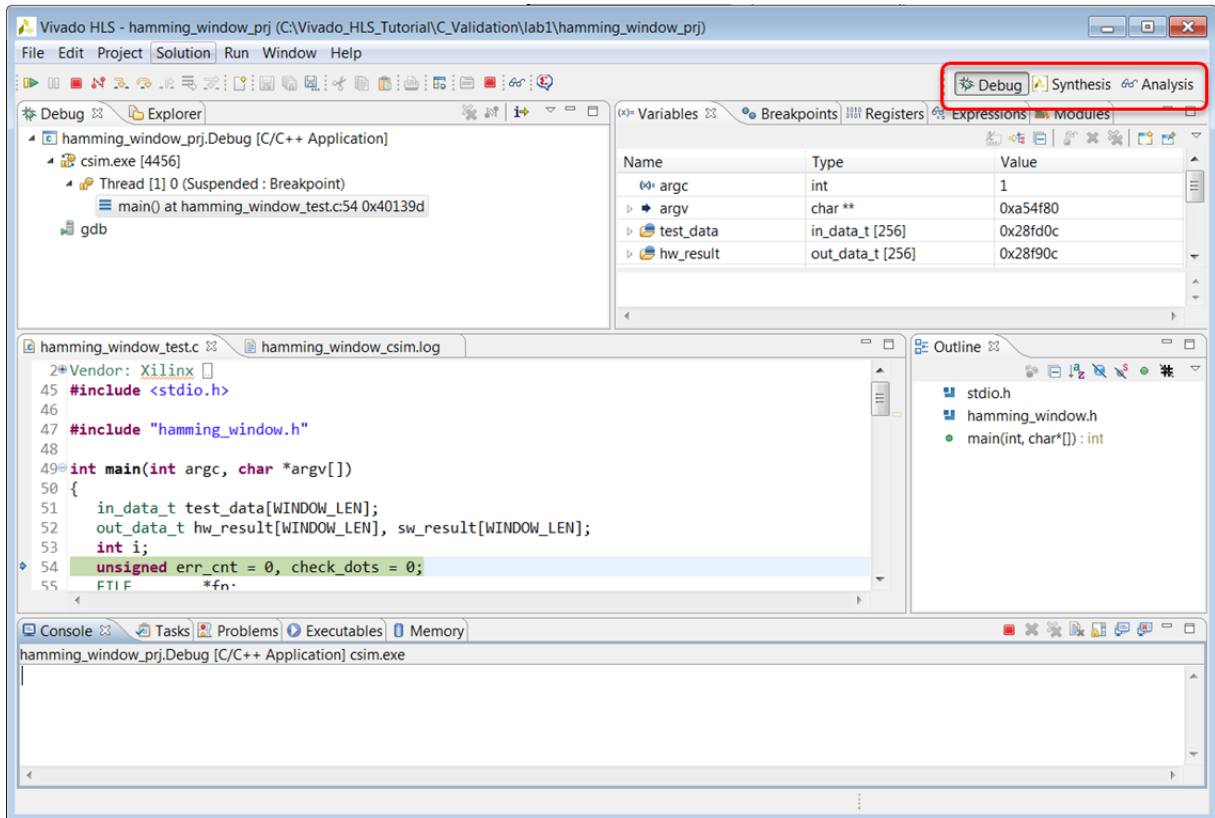 Vivado HLS - hamming_window_prj (C:\Vivado_HLS_Tutorial\C_Validation\lab1\hamming_window_prj)
File Edit Project Solution Run Window Help
Debug Synthesis Analysis
Debug Explorer
(x)= Variables Breakpoints Registers Expressions Modules
hamming_window_prj.Debug [C/C++ Application]
csim.exe [4456]
Thread [1] 0 (Suspended : Breakpoint)
main() at hamming_window_test.c:54 0x40139d
gdb
Name Type Value
(x)= argc int 1
argv char ** 0xa54f80
test_data in_data_t [256] 0x28fd0c
hw_result out_data_t [256] 0x28f90c
hamming_window_test.c hamming_window_csim.log
2 Vendor: Xilinx
45 #include <stdio.h>
46
47 #include "hamming_window.h"
48
49 int main(int argc, char *argv[])
50 {
51 in_data_t test_data[WINDOW_LEN];
52 out_data_t hw_result[WINDOW_LEN], sw_result[WINDOW_LEN];
53 int i;
54 unsigned err_cnt = 0, check_dots = 0;
55 FILE *fp;
Outline
stdio.h
hamming_window.h
main(int, char*[]) : int
Console Tasks Problems Executables Memory
hamming_window_prj.Debug [C/C++ Application] csim.exe